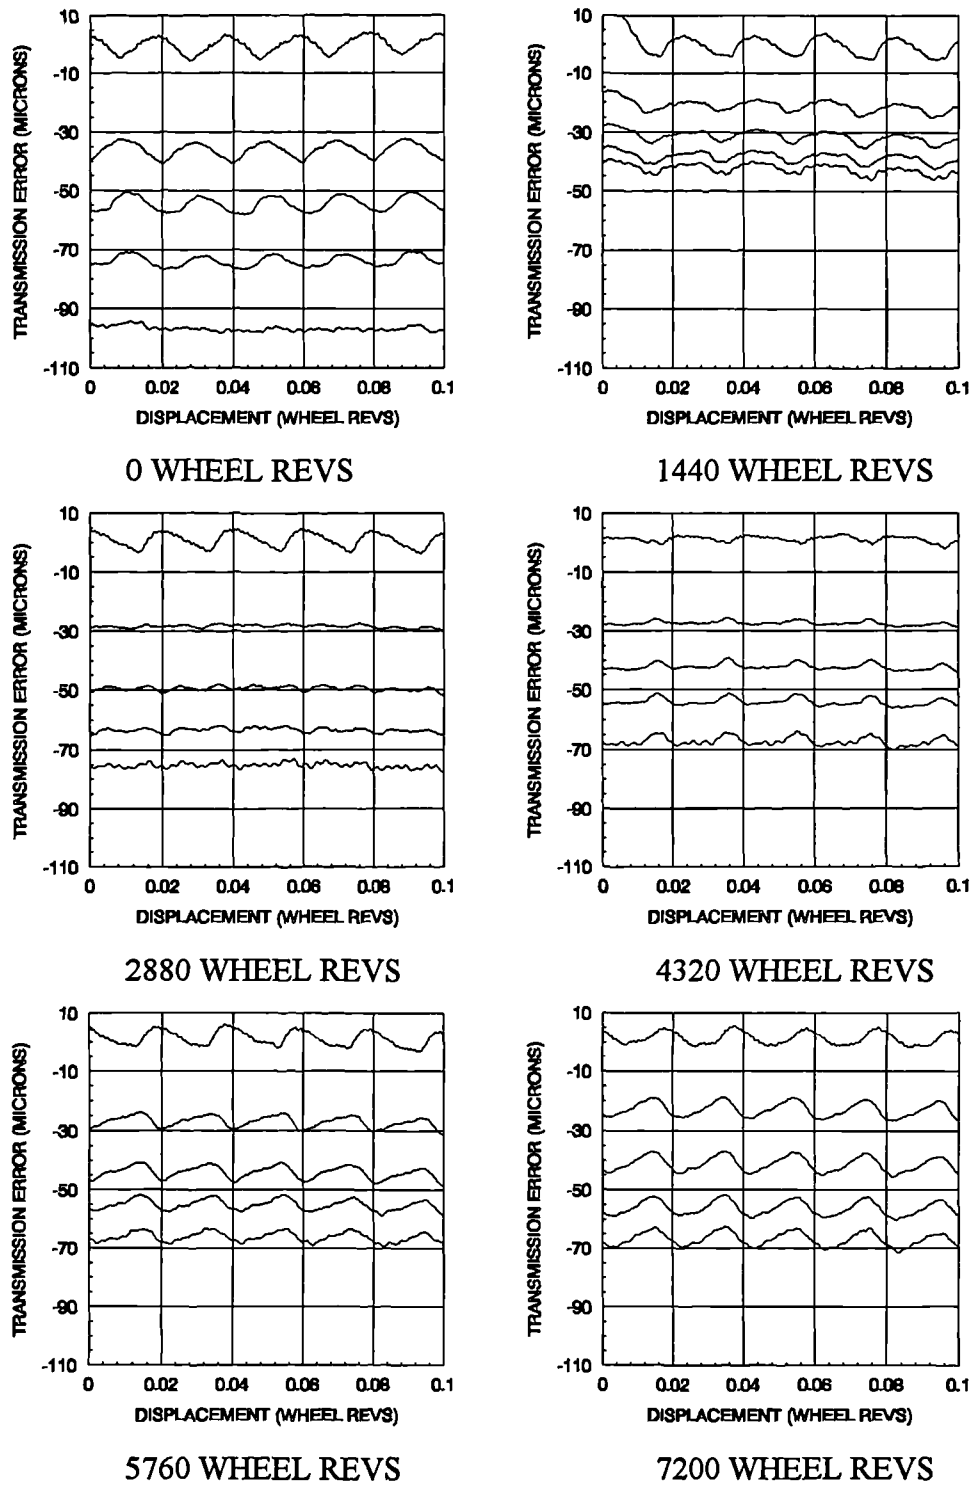 TRANSMISSION ERROR (MICRONS)
10
-10
-30
-50
-70
-90
-110
0 0.02 0.04 0.06 0.08 0.1
DISPLACEMENT (WHEEL REVS)
0 WHEEL REVS
TRANSMISSION ERROR (MICRONS)
10
-10
-30
-50
-70
-90
-110
0 0.02 0.04 0.06 0.08 0.1
DISPLACEMENT (WHEEL REVS)
1440 WHEEL REVS
TRANSMISSION ERROR (MICRONS)
10
-10
-30
-50
-70
-90
-110
0 0.02 0.04 0.06 0.08 0.1
DISPLACEMENT (WHEEL REVS)
2880 WHEEL REVS
TRANSMISSION ERROR (MICRONS)
10
-10
-30
-50
-70
-90
-110
0 0.02 0.04 0.06 0.08 0.1
DISPLACEMENT (WHEEL REVS)
4320 WHEEL REVS
TRANSMISSION ERROR (MICRONS)
10
-10
-30
-50
-70
-90
-110
0 0.02 0.04 0.06 0.08 0.1
DISPLACEMENT (WHEEL REVS)
5760 WHEEL REVS
TRANSMISSION ERROR (MICRONS)
10
-10
-30
-50
-70
-90
-110
0 0.02 0.04 0.06 0.08 0.1
DISPLACEMENT (WHEEL REVS)
7200 WHEEL REVS